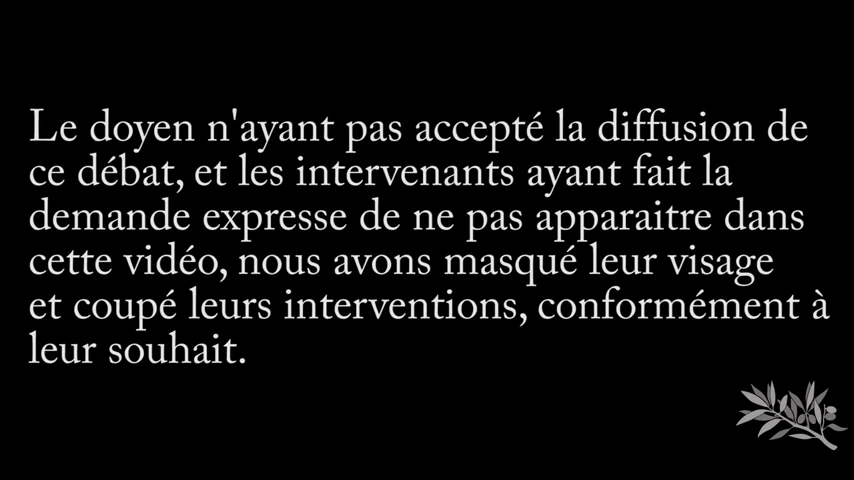 Le doyen n'ayant pas accepté la diffusion de
ce débat, et les intervenants ayant fait la
demande expresse de ne pas apparaitre dans
cette vidéo, nous avons masqué leur visage
et coupé leurs interventions, conformément à
leur souhait.